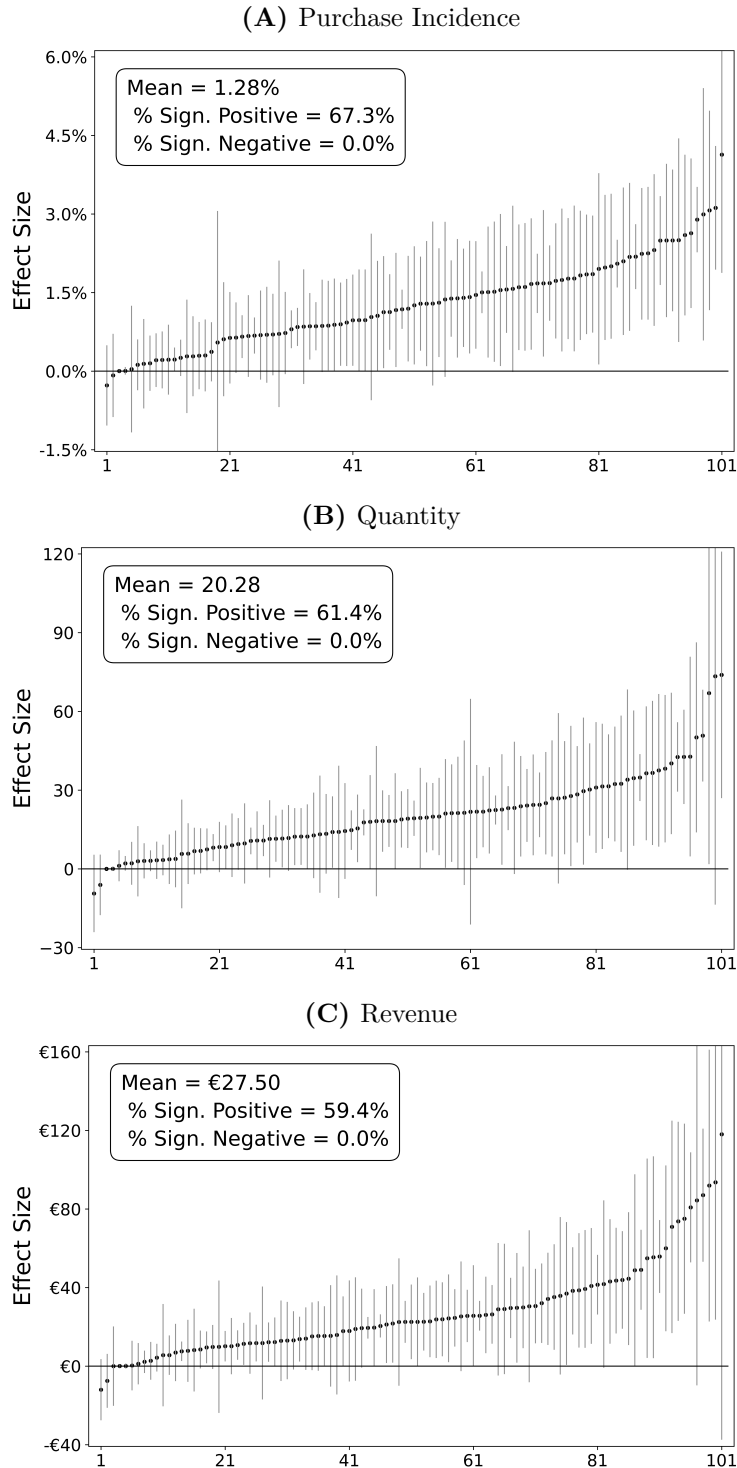 (A) Purchase Incidence
6.0%
Mean = 1.28%
% Sign. Positive = 67.3%
% Sign. Negative = 0.0%
4.5%
3.0%
1.5%
0.0%
-1.5%
Effect Size
1 21 41 61 81 101
(B) Quantity
120
Mean = 20.28
% Sign. Positive = 61.4%
% Sign. Negative = 0.0%
90
60
30
0
−30
Effect Size
1 21 41 61 81 101
(C) Revenue
€160
Mean = €27.50
% Sign. Positive = 59.4%
% Sign. Negative = 0.0%
€120
€80
€40
€0
-€40
Effect Size
1 21 41 61 81 101